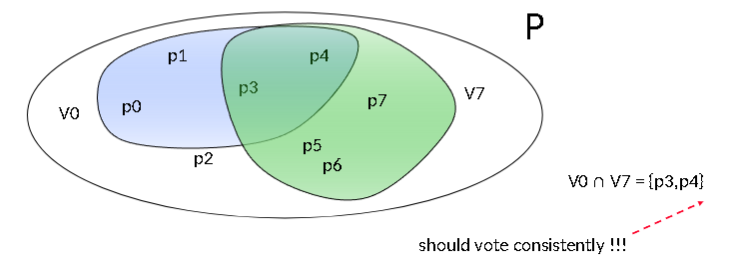 P
p1
p4
p3
V0
p0
p7
V7
p5
p2
p6
V0 ∩ V7 = {p3,p4}
should vote consistently !!!